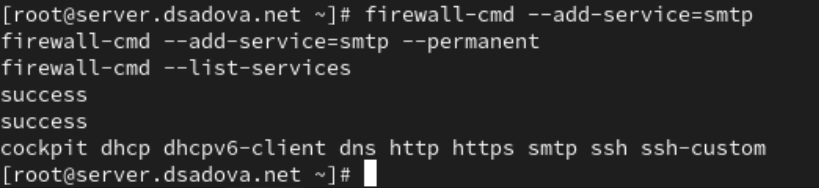 [root@server.dsadova.net ~]# firewall-cmd --add-service=smtp
firewall-cmd --add-service=smtp --permanent
firewall-cmd --list-services
success
success
cockpit dhcp dhcpv6-client dns http https smtp ssh ssh-custom
[root@server.dsadova.net ~]#